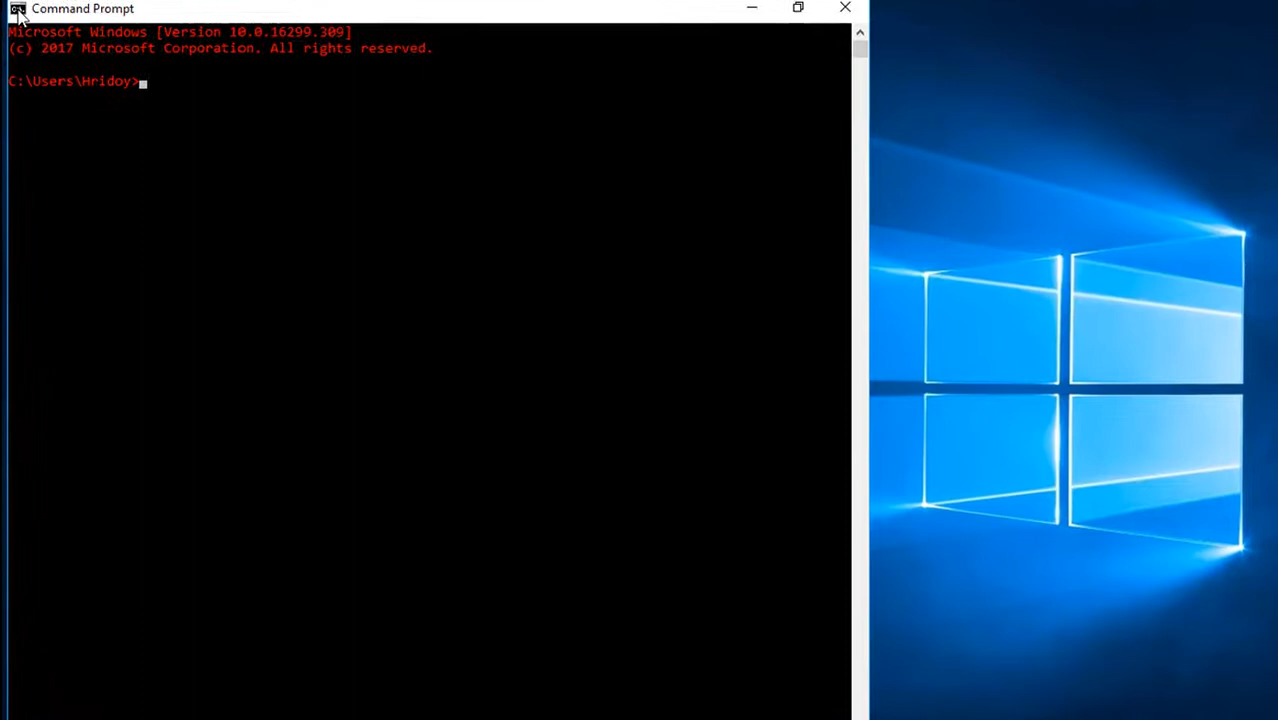 Command Prompt
Microsoft Windows [Version 10.0.16299.309]
(c) 2017 Microsoft Corporation. All rights reserved.
C:\Users\Hridoy>